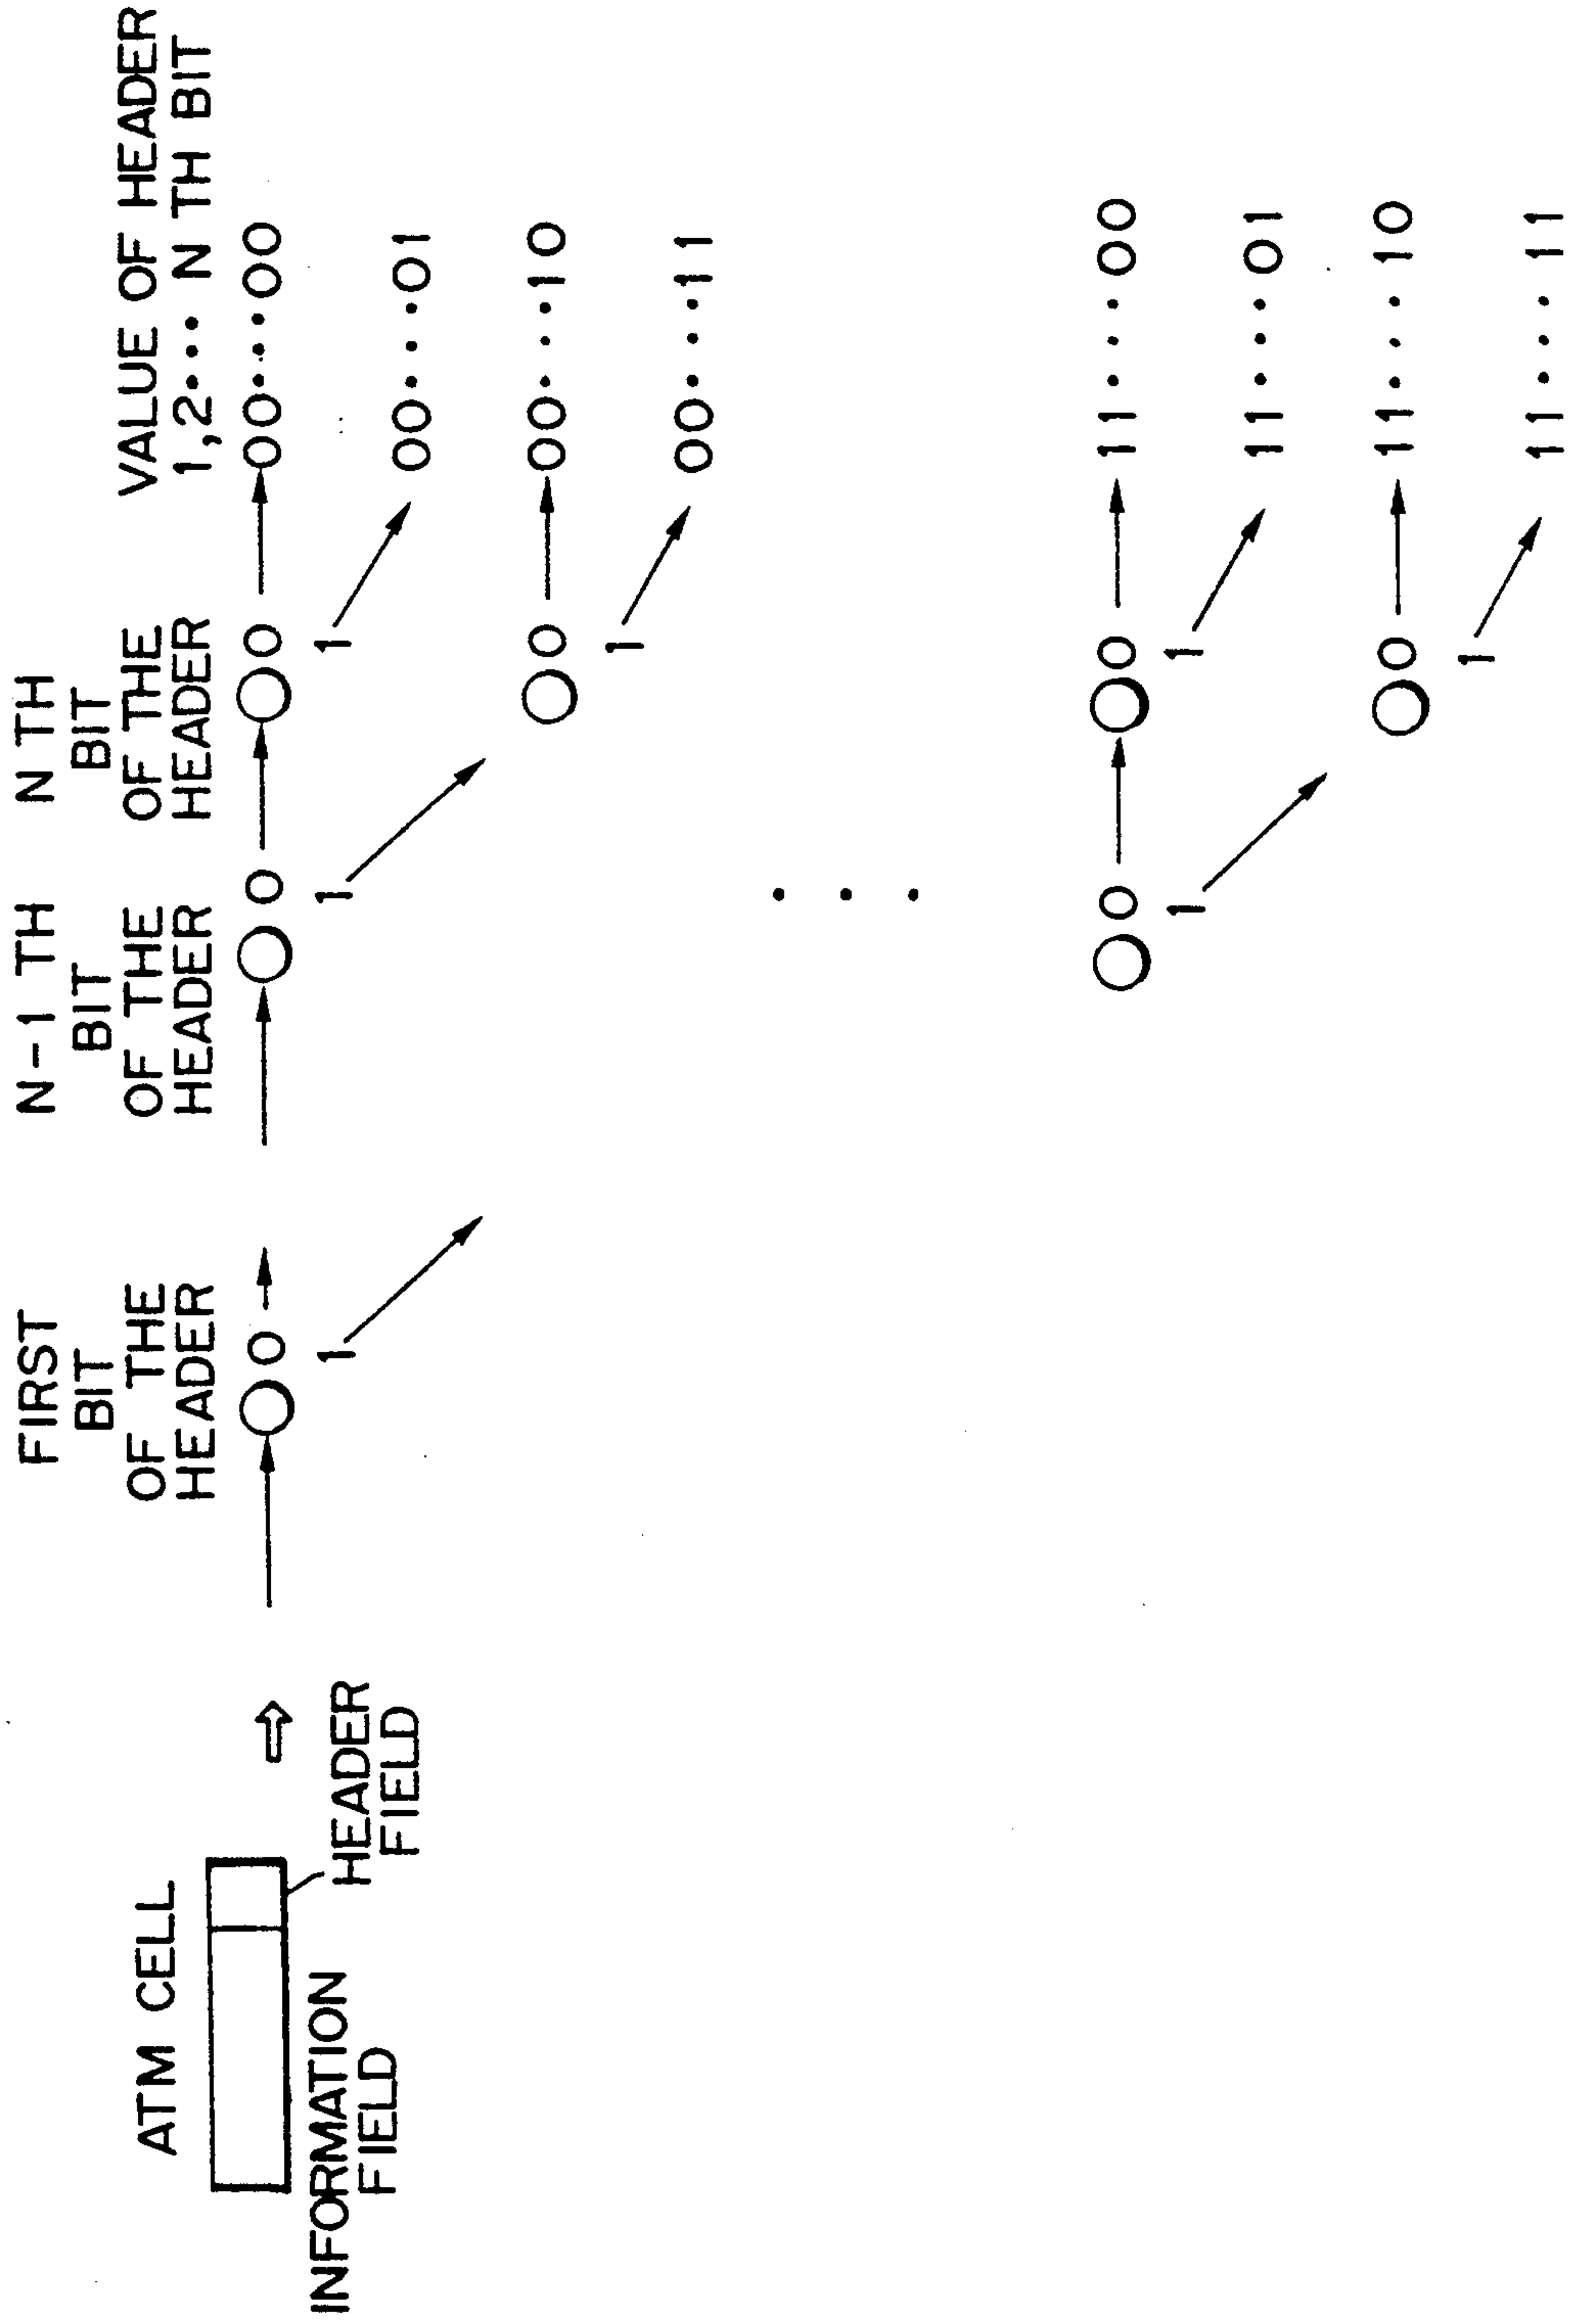 ATM CELL
INFORMATION
FIELD
HEADER
FIELD
FIRST
BIT
OF THE
HEADER
0
1
N-1 TH
BIT
OF THE
HEADER
0
1
0
1
N TH
BIT
OF THE
HEADER
0
1
0
1
0
1
0
1
VALUE OF HEADER
1,2••• N TH BIT
00•••00
00•••01
00•••10
00•••11
11•••00
11•••01
11•••10
11•••11